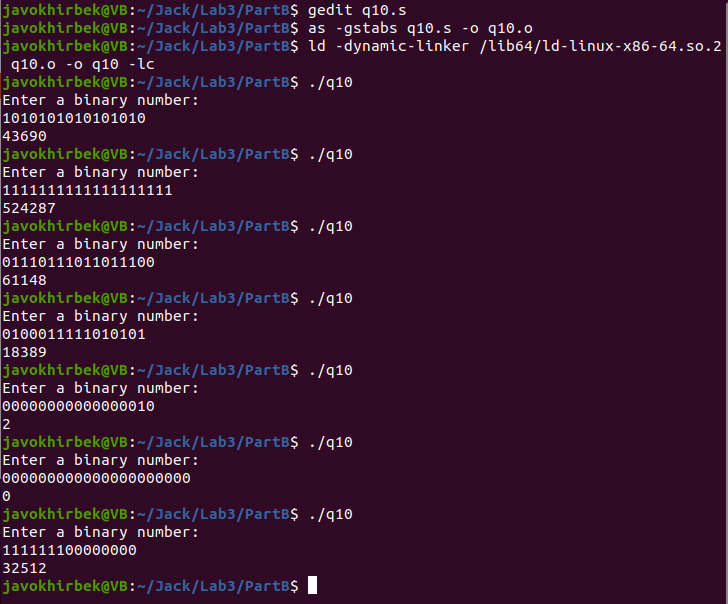 javokhirbek@VB:~/Jack/Lab3/PartB$ gedit q10.s
javokhirbek@VB:~/Jack/Lab3/PartB$ as -gstabs q10.s -o q10.o
javokhirbek@VB:~/Jack/Lab3/PartB$ ld -dynamic-linker /lib64/ld-linux-x86-64.so.2
 q10.o -o q10 -lc
javokhirbek@VB:~/Jack/Lab3/PartB$ ./q10
Enter a binary number:
1010101010101010
43690
javokhirbek@VB:~/Jack/Lab3/PartB$ ./q10
Enter a binary number:
1111111111111111111
524287
javokhirbek@VB:~/Jack/Lab3/PartB$ ./q10
Enter a binary number:
01110111011011100
61148
javokhirbek@VB:~/Jack/Lab3/PartB$ ./q10
Enter a binary number:
0100011111010101
18389
javokhirbek@VB:~/Jack/Lab3/PartB$ ./q10
Enter a binary number:
00000000000000010
2
javokhirbek@VB:~/Jack/Lab3/PartB$ ./q10
Enter a binary number:
000000000000000000000
0
javokhirbek@VB:~/Jack/Lab3/PartB$ ./q10
Enter a binary number:
111111100000000
32512
javokhirbek@VB:~/Jack/Lab3/PartB$